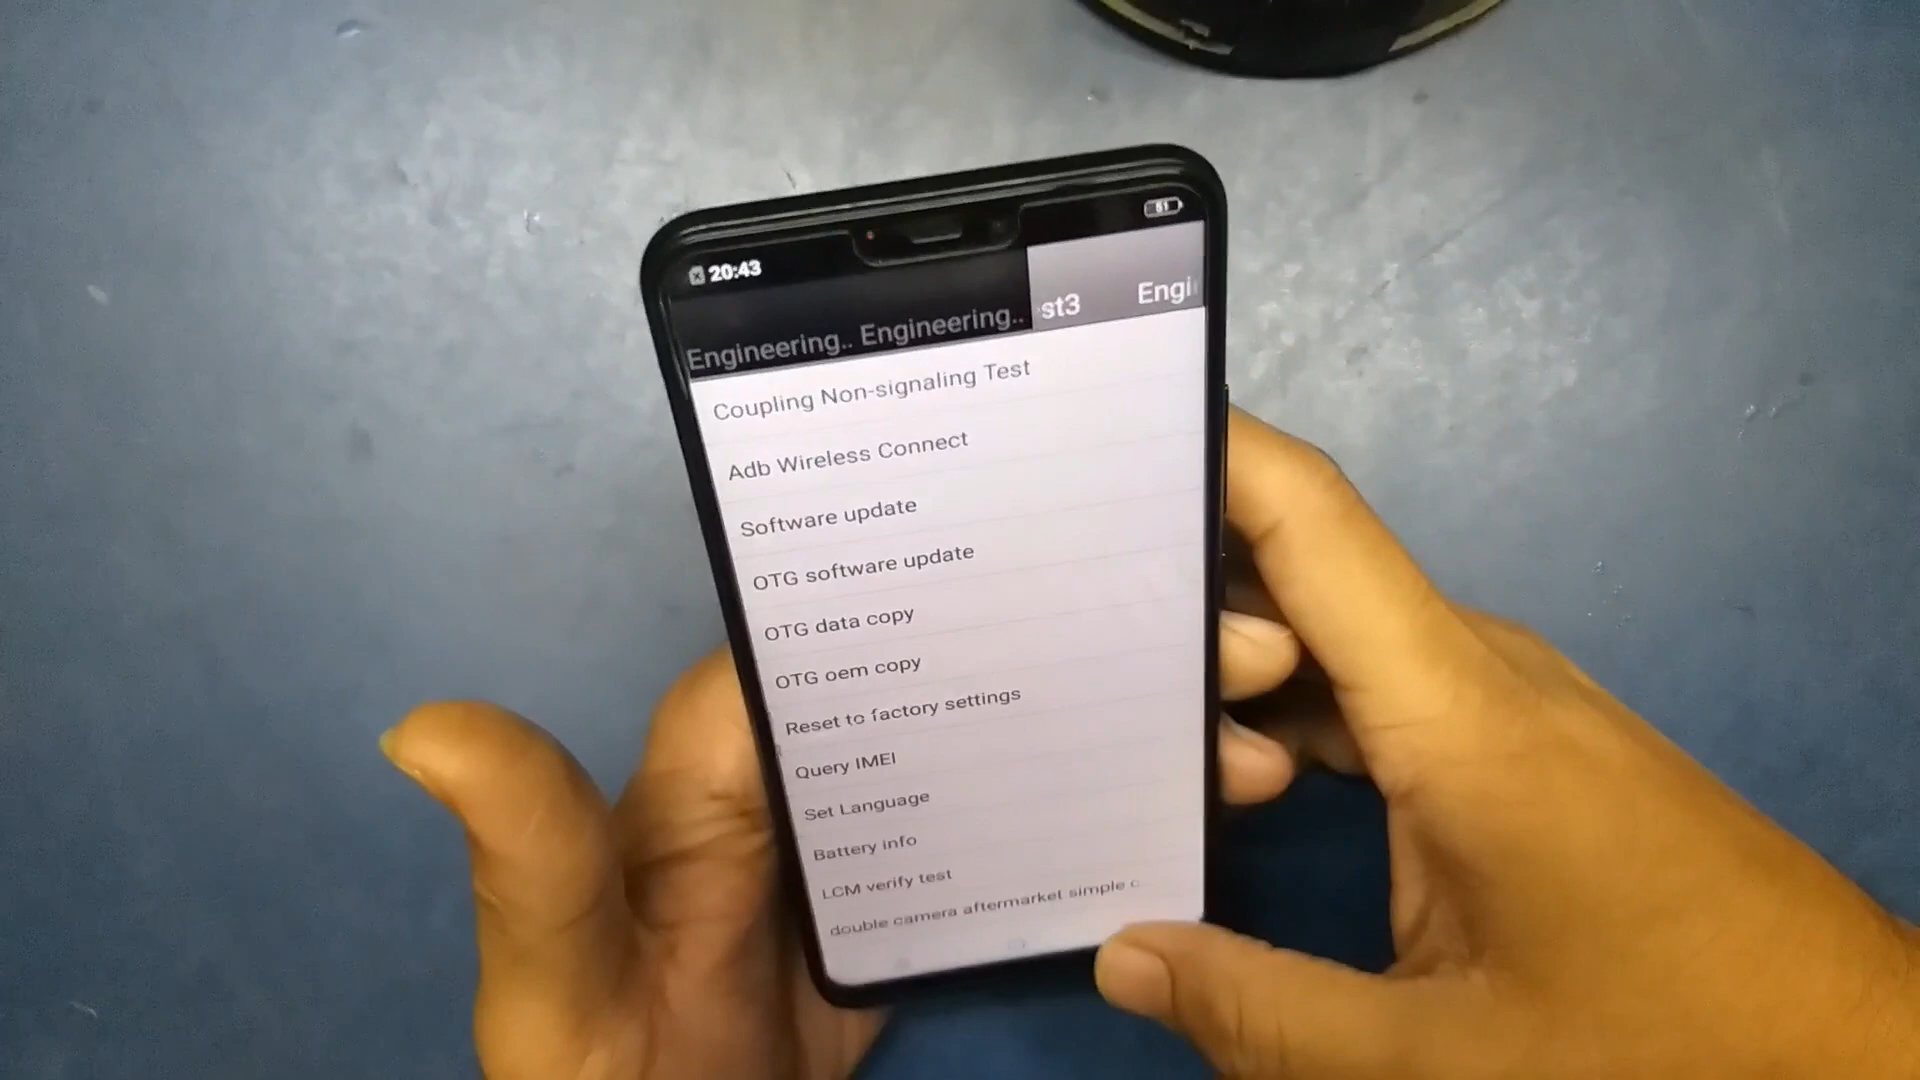 20:43
51
Engineering.. Engineering.. st3 Engi
Coupling Non-signaling Test
Adb Wireless Connect
Software update
OTG software update
OTG data copy
OTG oem copy
Reset to factory settings
Query IMEI
Set Language
Battery info
LCM verify test
double camera aftermarket simple c